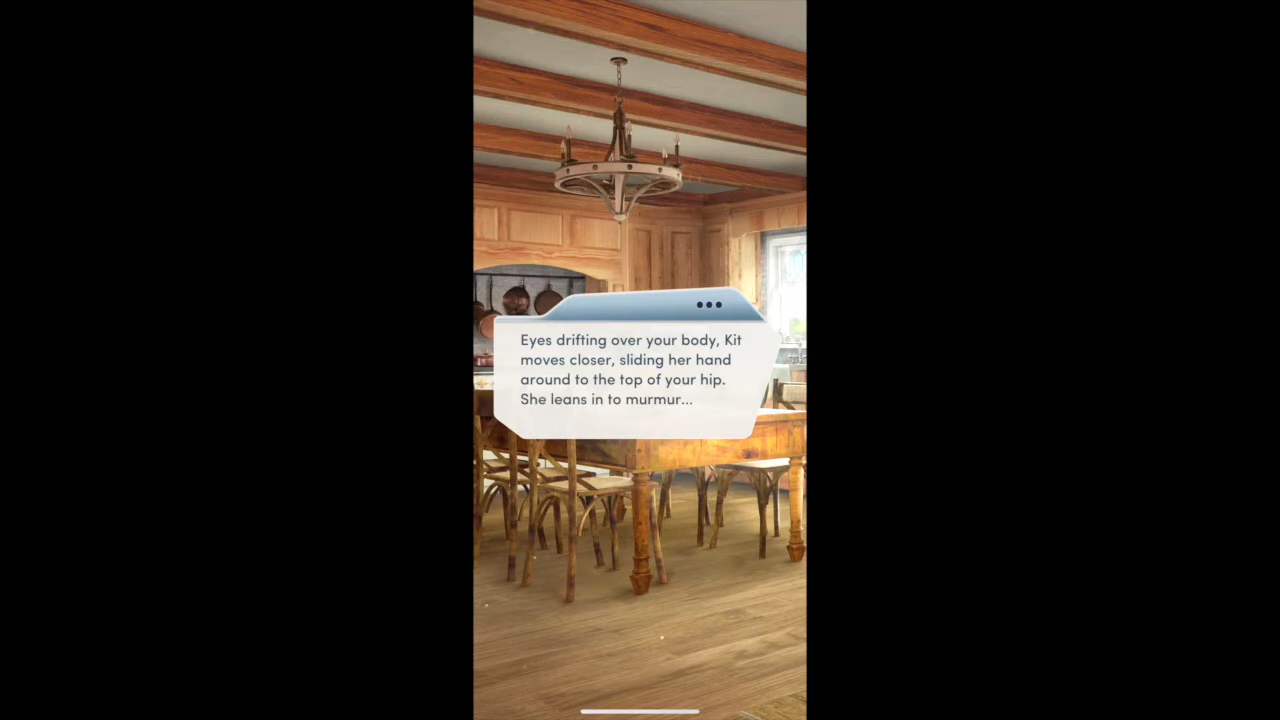 Eyes drifting over your body, Kit
moves closer, sliding her hand
around to the top of your hip.
She leans in to murmur...